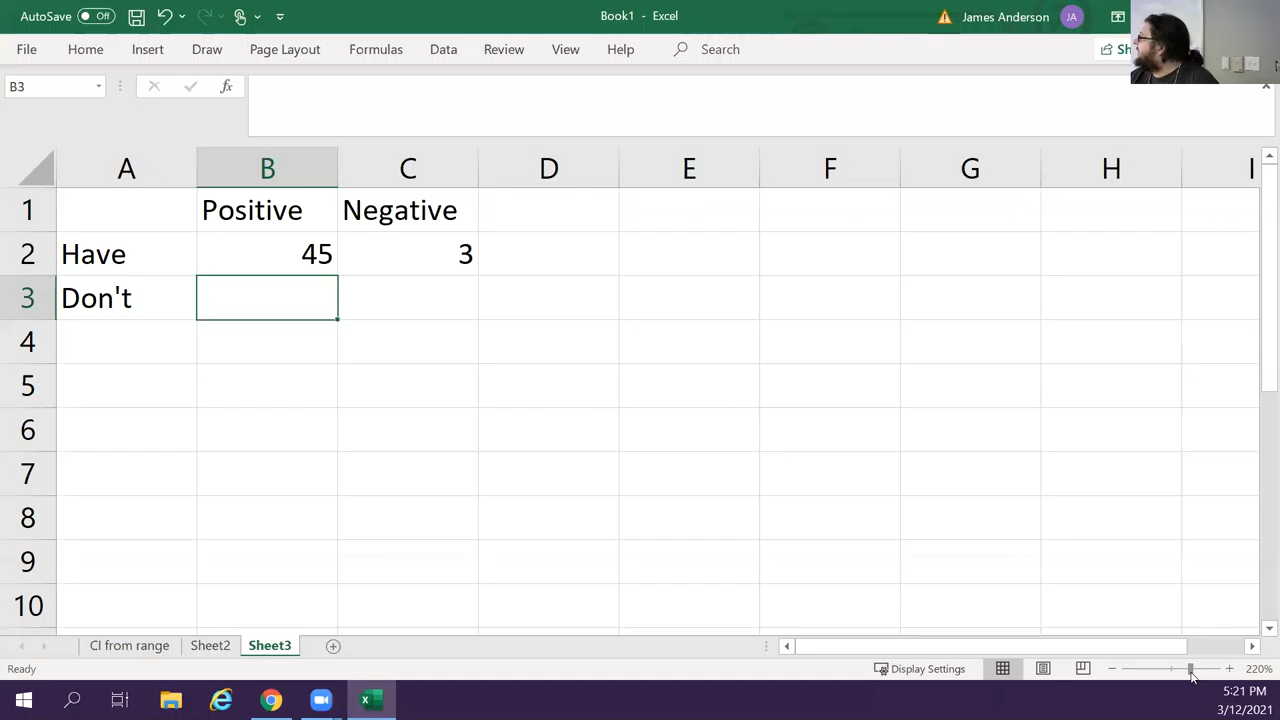 AutoSave Off
Book1 - Excel
James Anderson JA
File Home Insert Draw Page Layout Formulas Data Review View Help Search
B3 fx
A B C D E F G H I
1 Positive Negative
2 Have 45 3
3 Don't
4
5
6
7
8
9
10
CI from range Sheet2 Sheet3
Ready Display Settings 220%
5:21 PM
3/12/2021